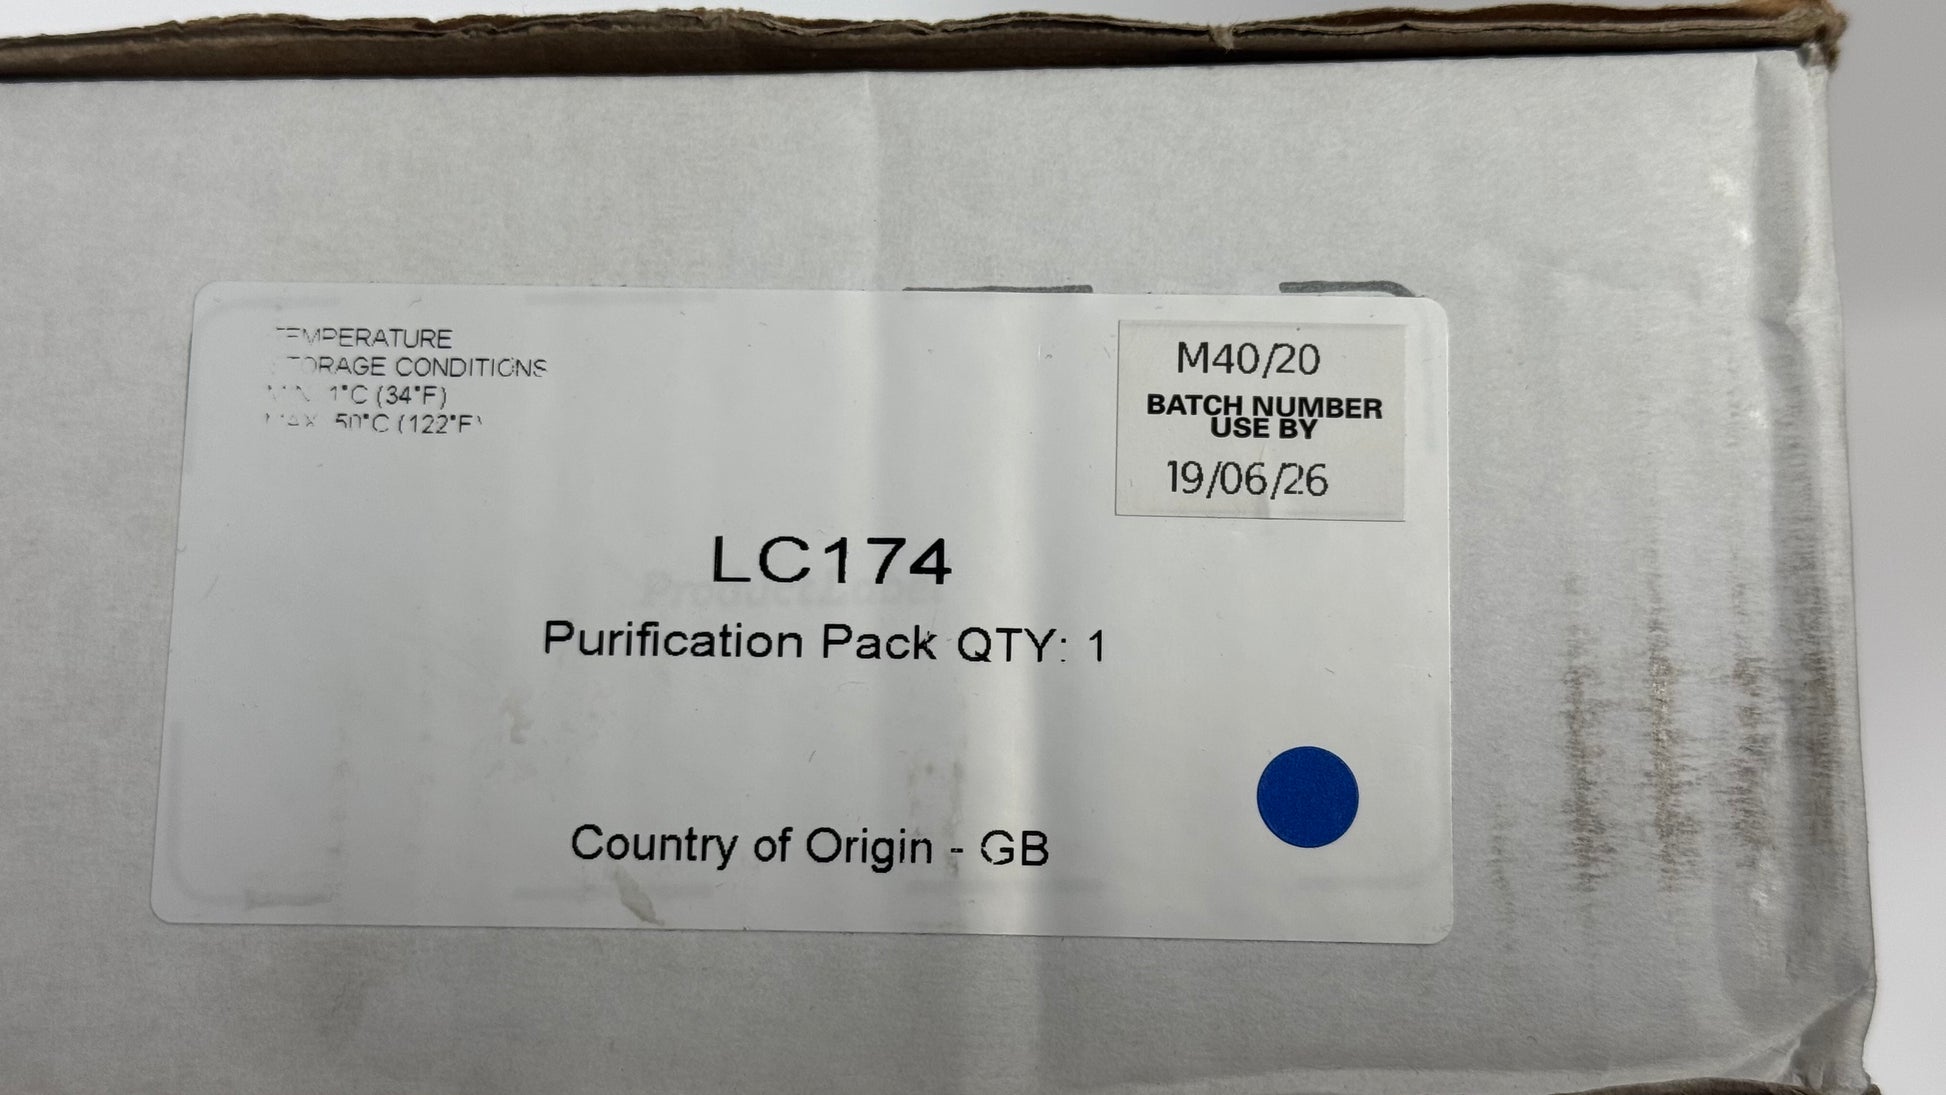 TEMPERATURE
STORAGE CONDITIONS
MIN 1°C (34°F)
MAX 50°C (122°F)
M40/20
BATCH NUMBER
USE BY
19/06/26
LC174
Purification Pack QTY: 1
Country of Origin - GB